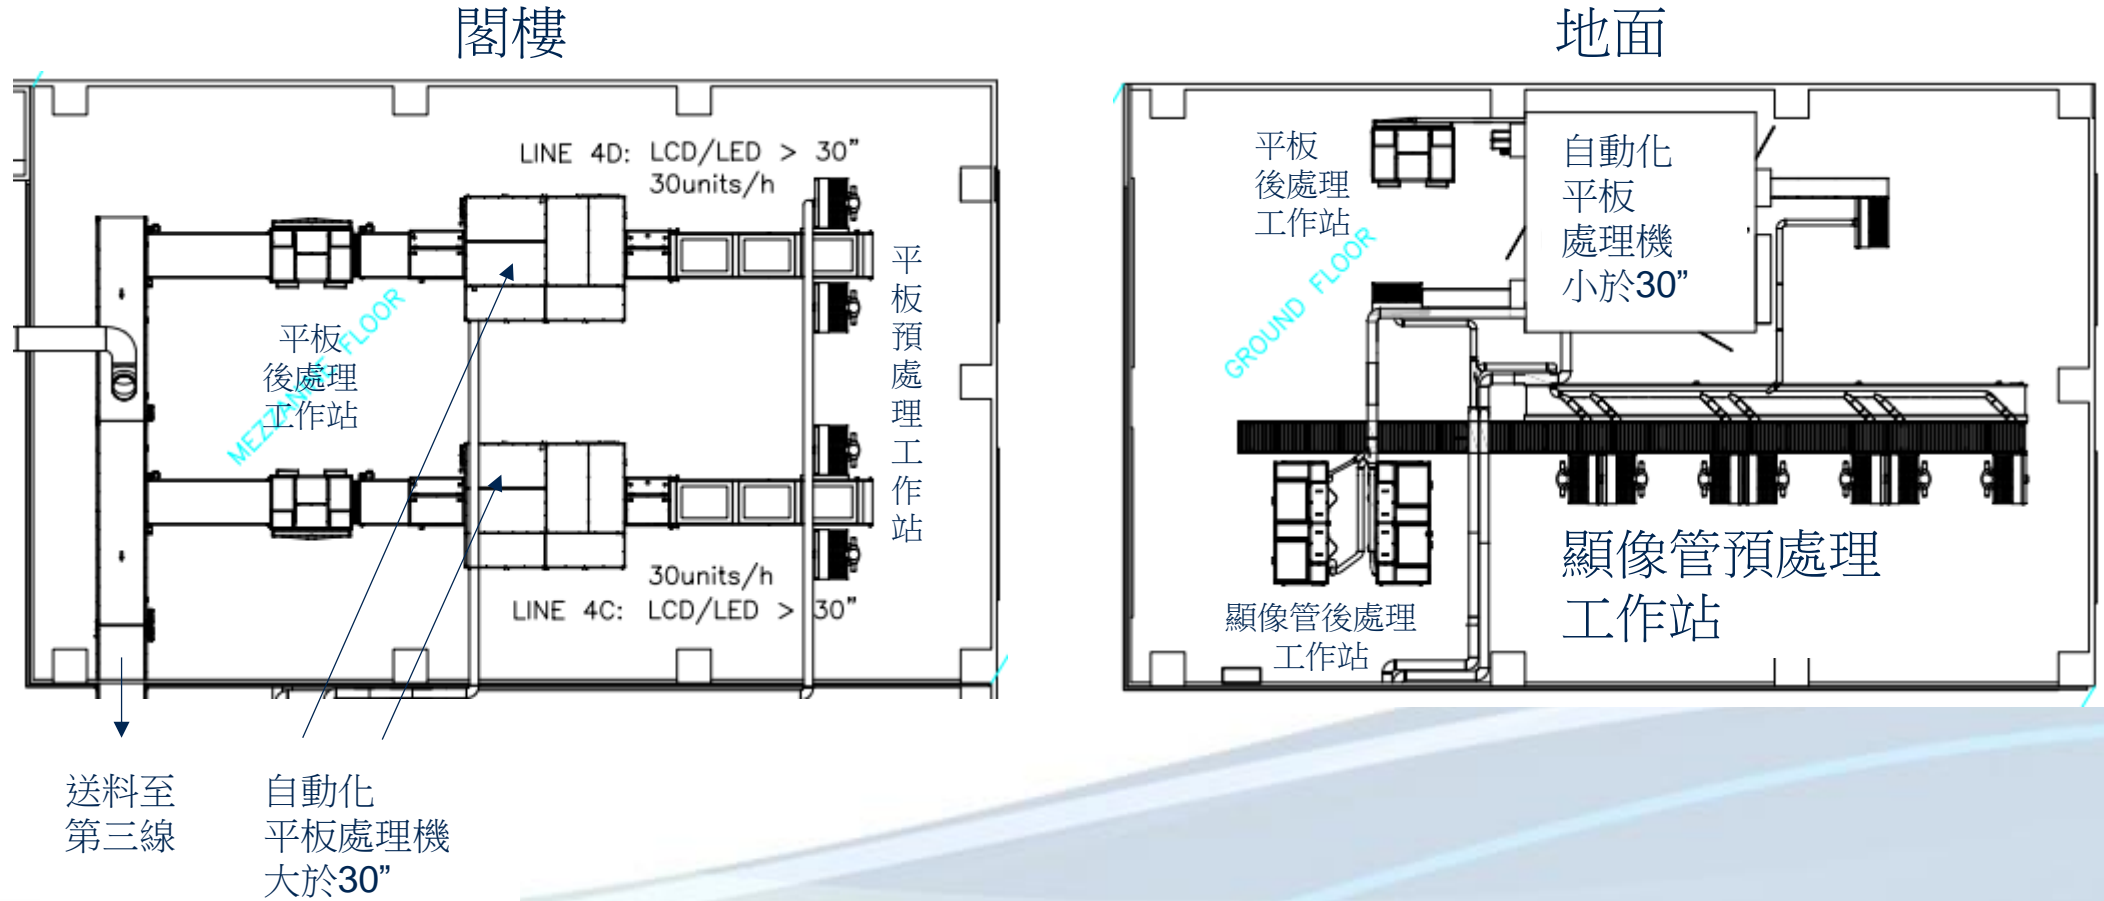 閣樓
LINE 4D: LCD/LED > 30”
30units/h
平板預處理工作站
平板
後處理
工作站
MEZZANINE FLOOR
30units/h
LINE 4C: LCD/LED > 30”
送料至
第三線
自動化
平板處理機
大於30”
地面
平板
後處理
工作站
自動化
平板
處理機
小於30”
GROUND FLOOR
顯像管預處理
工作站
顯像管後處理
工作站